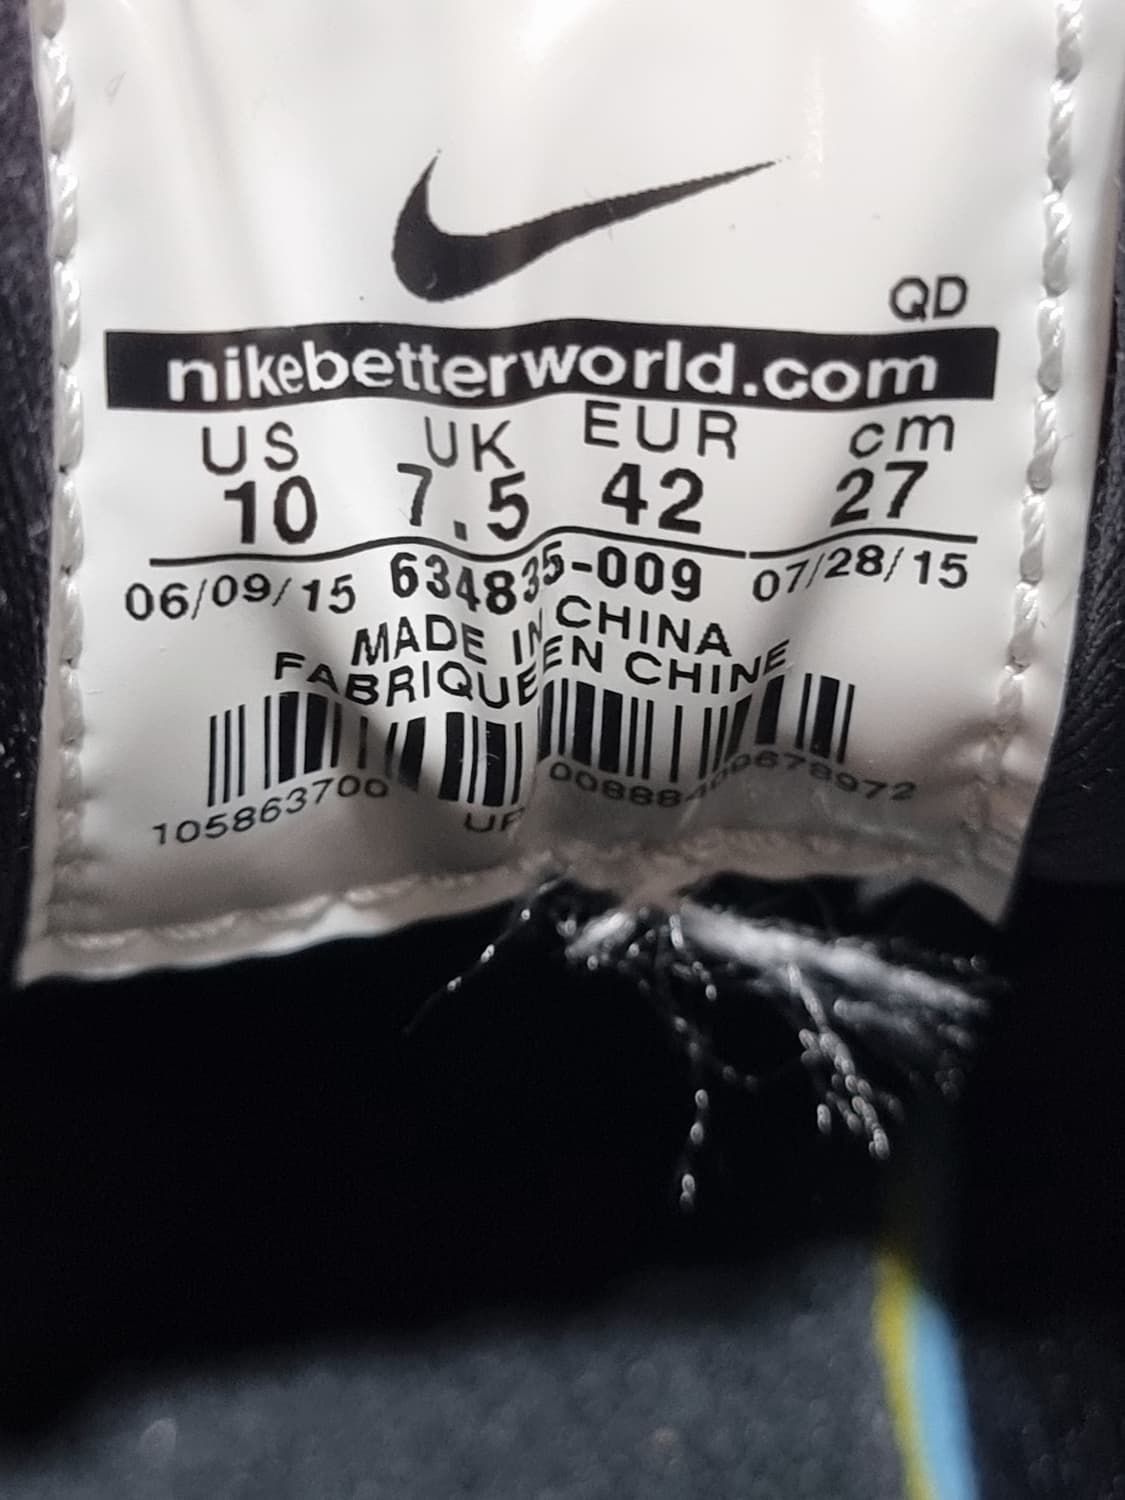 QD
nikebetterworld.com
US UK EUR cm
10 7.5 42 27
06/09/15 634835-009 07/28/15
MADE IN CHINA
FABRIQUE EN CHINE
105863700